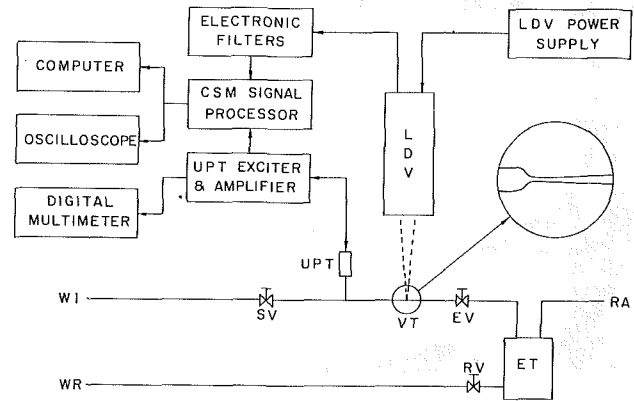 ELECTRONIC
FILTERS
LDV POWER
SUPPLY
COMPUTER
CSM SIGNAL
PROCESSOR
LDV
OSCILLOSCOPE
UPT EXCITER
& AMPLIFIER
DIGITAL
MULTIMETER
UPT
WI
SV
VT
EV
RA
ET
RV
WR